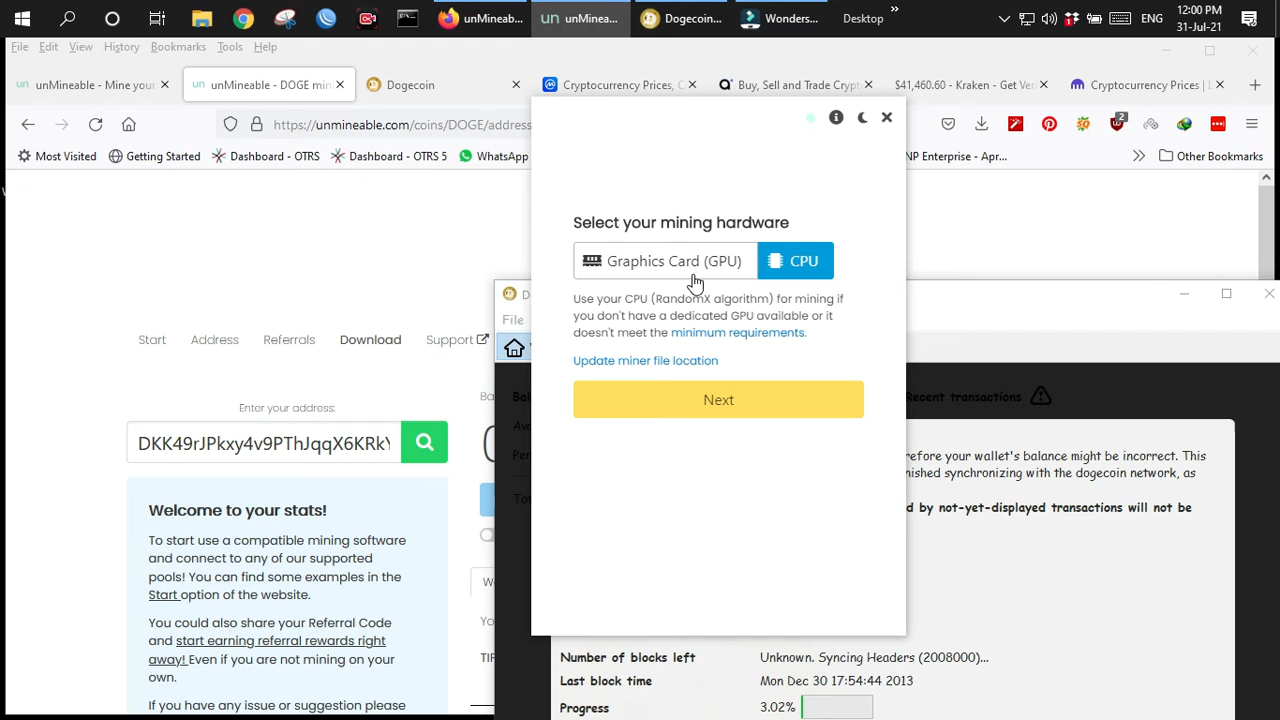 unMineab...
unMinea...
Dogecoin...
Wonders...
Desktop
ENG
12:00 PM
31-Jul-21
File Edit View History Bookmarks Tools Help
unMineable - Mine your
unMineable - DOGE min
Dogecoin
Cryptocurrency Prices, C
Buy, Sell and Trade Crypt
$41,460.60 - Kraken - Get Ver
Cryptocurrency Prices | L
https://unmineable.com/coins/DOGE/address
2
Most Visited
Getting Started
Dashboard - OTRS
Dashboard - OTRS 5
WhatsApp
NP Enterprise - Apr...
Other Bookmarks
Start Address Referrals Download Support
Enter your address:
DKK49rJPkxy4v9PThJqqX6KRkY
Welcome to your stats!
To start use a compatible mining software
and connect to any of our supported
pools! You can find some examples in the
Start option of the website.
You could also share your Referral Code
and start earning referral rewards right
away! Even if you are not mining on your
own.
If you have any issue or suggestion please
Select your mining hardware
Graphics Card (GPU)
CPU
Use your CPU (RandomX algorithm) for mining if
you don't have a dedicated GPU available or it
doesn't meet the minimum requirements.
Update miner file location
Next
File
Recent transactions
refore your wallet's balance might be incorrect. This
nished synchronizing with the dogecoin network, as
d by not-yet-displayed transactions will not be
Number of blocks left Unknown. Syncing Headers (2008000)...
Last block time Mon Dec 30 17:54:44 2013
Progress 3.02%